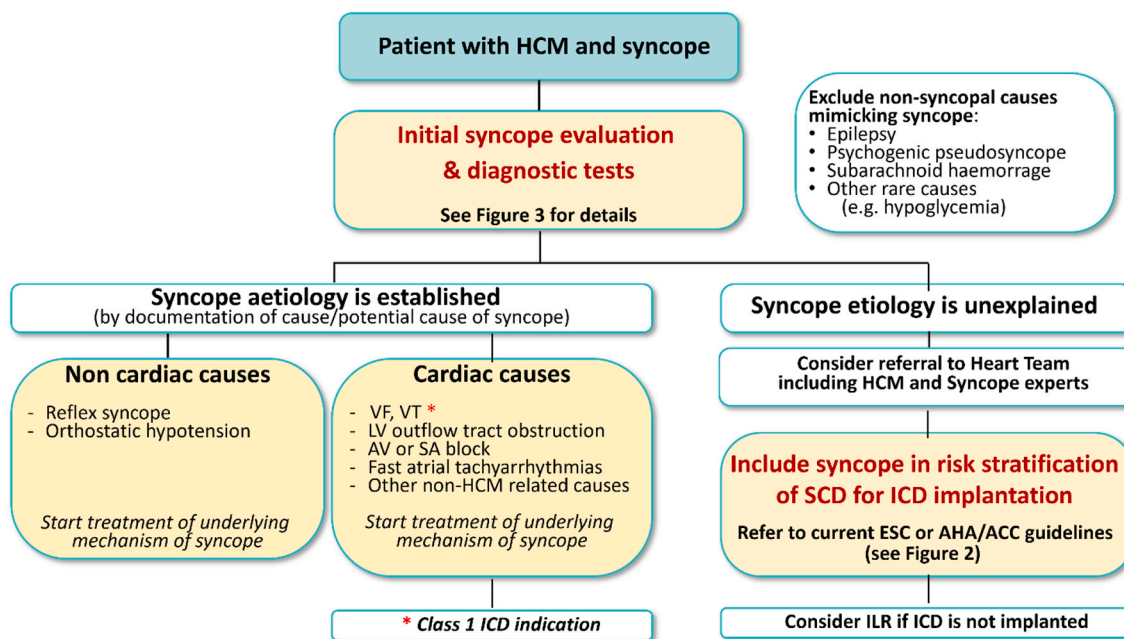 Patient with HCM and syncope
Initial syncope evaluation
& diagnostic tests
See Figure 3 for details
Exclude non-syncopal causes
mimicking syncope:
• Epilepsy
• Psychogenic pseudosyncope
• Subarachnoid haemorrage
• Other rare causes
(e.g. hypoglycemia)
Syncope aetiology is established
(by documentation of cause/potential cause of syncope)
Non cardiac causes
- Reflex syncope
- Orthostatic hypotension
Start treatment of underlying
mechanism of syncope
Cardiac causes
- VF, VT *
- LV outflow tract obstruction
- AV or SA block
- Fast atrial tachyarrhythmias
- Other non-HCM related causes
Start treatment of underlying
mechanism of syncope
* Class 1 ICD indication
Syncope etiology is unexplained
Consider referral to Heart Team
including HCM and Syncope experts
Include syncope in risk stratification
of SCD for ICD implantation
Refer to current ESC or AHA/ACC guidelines
(see Figure 2)
Consider ILR if ICD is not implanted